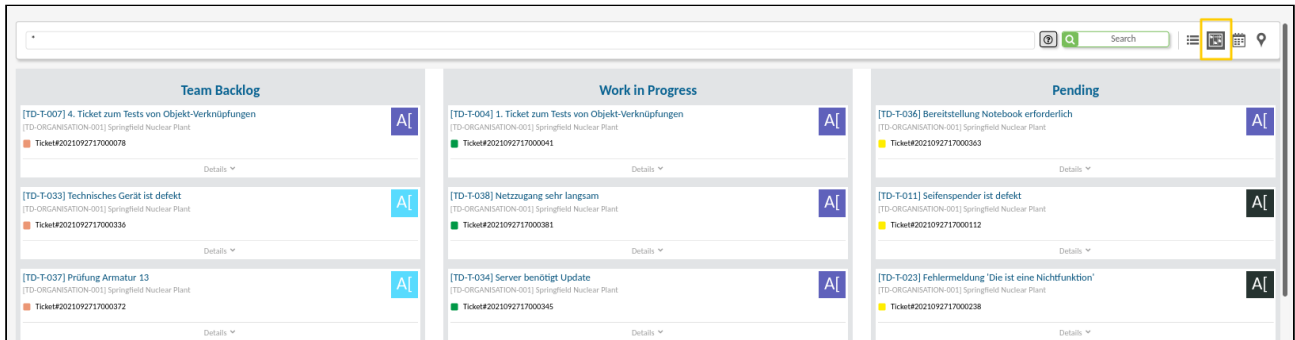 *
Search
Team Backlog
[TD-T-007] 4. Ticket zum Tests von Objekt-Verknüpfungen
[TD-ORGANISATION-001] Springfield Nuclear Plant
A[
Ticket#2021092717000078
Details
[TD-T-033] Technisches Gerät ist defekt
[TD-ORGANISATION-001] Springfield Nuclear Plant
A[
Ticket#2021092717000336
Details
[TD-T-037] Prüfung Armatur 13
[TD-ORGANISATION-001] Springfield Nuclear Plant
A[
Ticket#2021092717000372
Details
Work in Progress
[TD-T-004] 1. Ticket zum Tests von Objekt-Verknüpfungen
[TD-ORGANISATION-001] Springfield Nuclear Plant
A[
Ticket#2021092717000041
Details
[TD-T-038] Netzzugang sehr langsam
[TD-ORGANISATION-001] Springfield Nuclear Plant
A[
Ticket#2021092717000381
Details
[TD-T-034] Server benötigt Update
[TD-ORGANISATION-001] Springfield Nuclear Plant
A[
Ticket#2021092717000345
Details
Pending
[TD-T-036] Bereitstellung Notebook erforderlich
[TD-ORGANISATION-001] Springfield Nuclear Plant
A[
Ticket#2021092717000363
Details
[TD-T-011] Seifenspender ist defekt
[TD-ORGANISATION-001] Springfield Nuclear Plant
A[
Ticket#2021092717000112
Details
[TD-T-023] Fehlermeldung 'Die ist eine Nichtfunktion'
[TD-ORGANISATION-001] Springfield Nuclear Plant
A[
Ticket#2021092717000238
Details